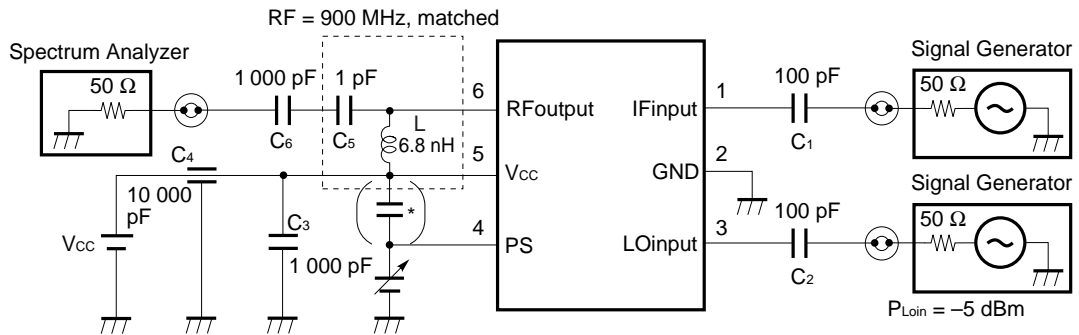 RF = 900 MHz, matched
Spectrum Analyzer
50 Ω
1 000 pF
C6
1 pF
C5
L
6.8 nH
6
RFoutput
5
VCC
4
PS
IFinput
1
GND
2
LOinput
3
100 pF
C1
Signal Generator
50 Ω
100 pF
C2
Signal Generator
50 Ω
PLoin = –5 dBm
C4
10 000
pF
VCC
C3
1 000 pF
*